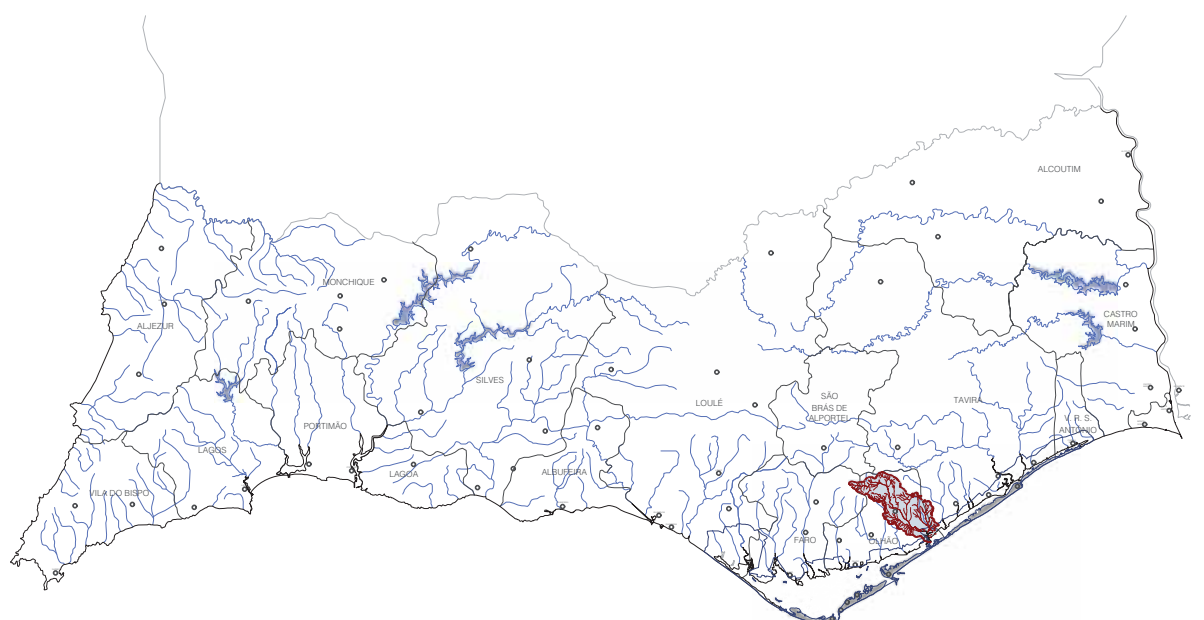 ALCOUTIM
MONCHIQUE
CASTRO
MARIM
ALJEZUR
SILVES
SÃO
BRÁS DE
ALPORTEL
TAVIRA
LOULÉ
V. R. S.
ANTÓNIO
PORTIMÃO
LAGOS
LAGOA
ALBUFEIRA
VILA DO BISPO
FARO
OLHÃO